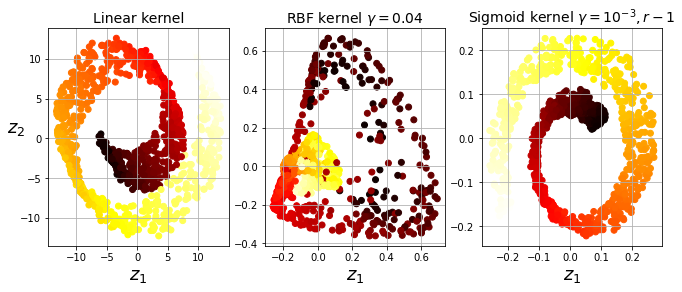 Linear kernel
RBF kernel γ = 0.04
Sigmoid kernel γ = 10⁻³, r − 1
10
5
0
−5
−10
z₂
−10 −5 0 5 10
z₁
0.6
0.4
0.2
0.0
−0.2
−0.4
−0.2 0.0 0.2 0.4 0.6
z₁
0.2
0.1
0.0
−0.1
−0.2
−0.2 −0.1 0.0 0.1 0.2
z₁